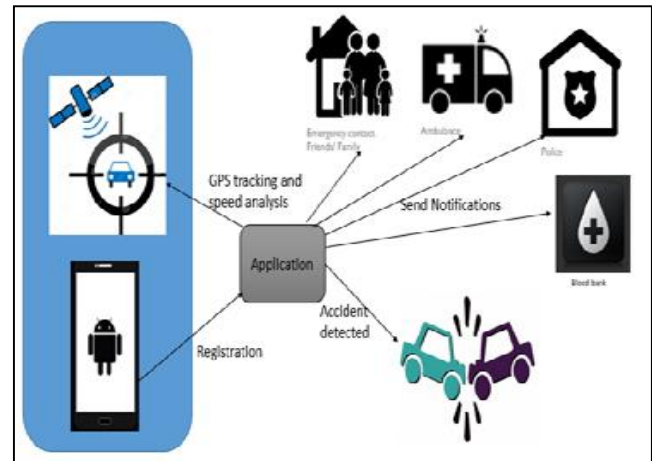 Emergency contact
Friends/ Family
Ambulance
Police
GPS tracking and
speed analysis
Send Notifications
Application
Blood bank
Accident
detected
Registration